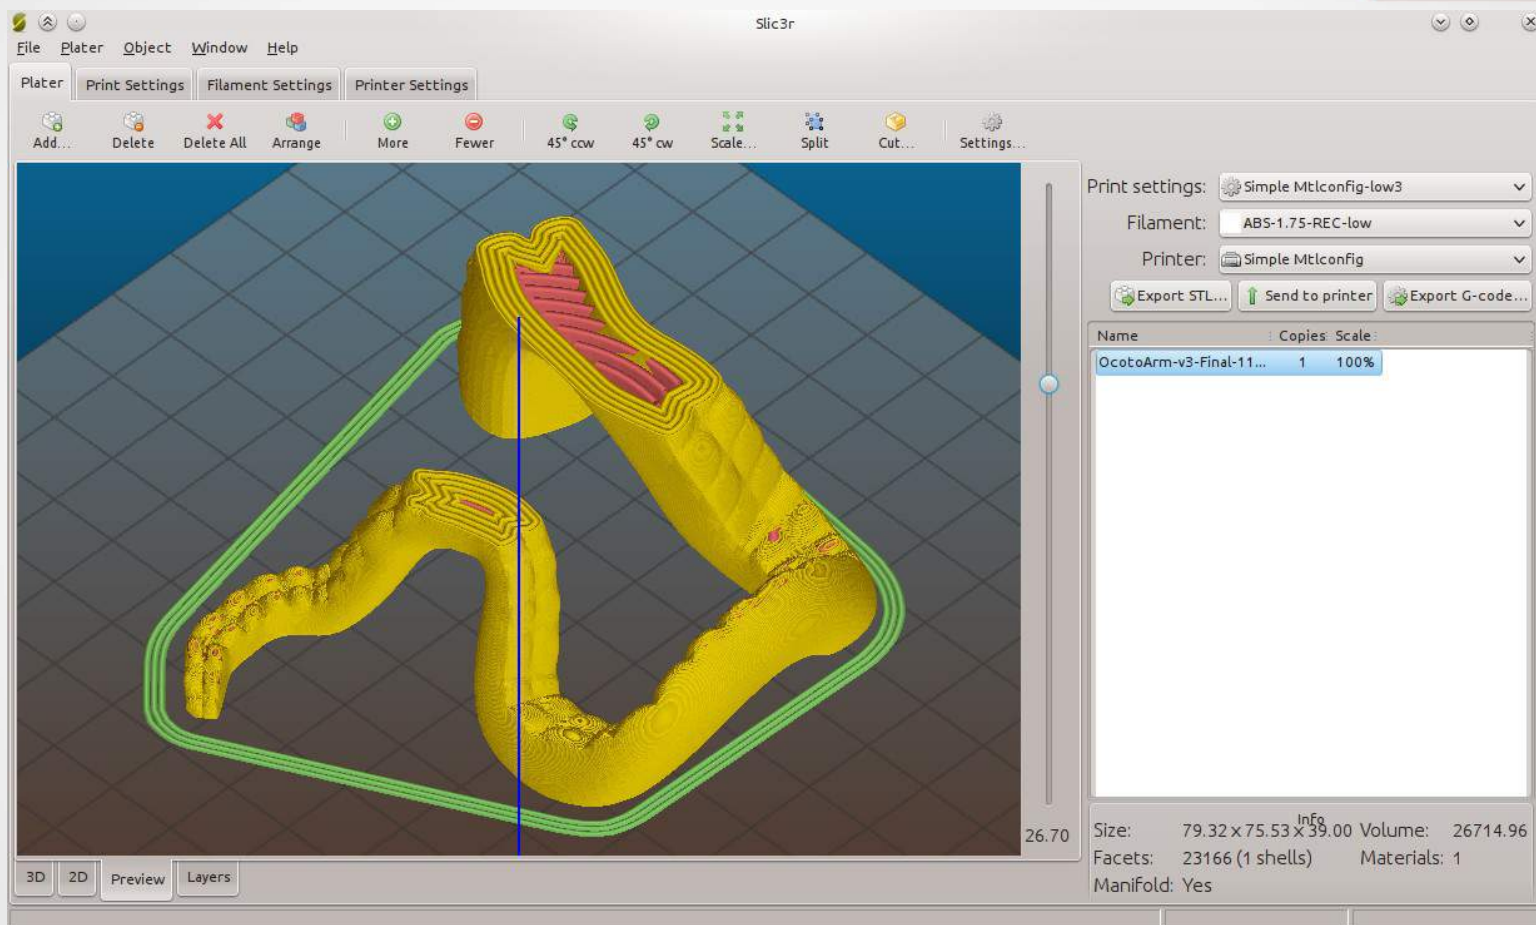 Slic3r
File Plater Object Window Help
Plater Print Settings Filament Settings Printer Settings
Add... Delete Delete All Arrange More Fewer 45° ccw 45° cw Scale... Split Cut... Settings...
Print settings: Simple Mtlconfig-low3
Filament: ABS-1.75-REC-low
Printer: Simple Mtlconfig
Export STL... Send to printer Export G-code...
Name Copies Scale
OcotoArm-v3-Final-11... 1 100%
26.70
Info
Size: 79.32 x 75.53 x 39.00 Volume: 26714.96
Facets: 23166 (1 shells) Materials: 1
Manifold: Yes
3D 2D Preview Layers